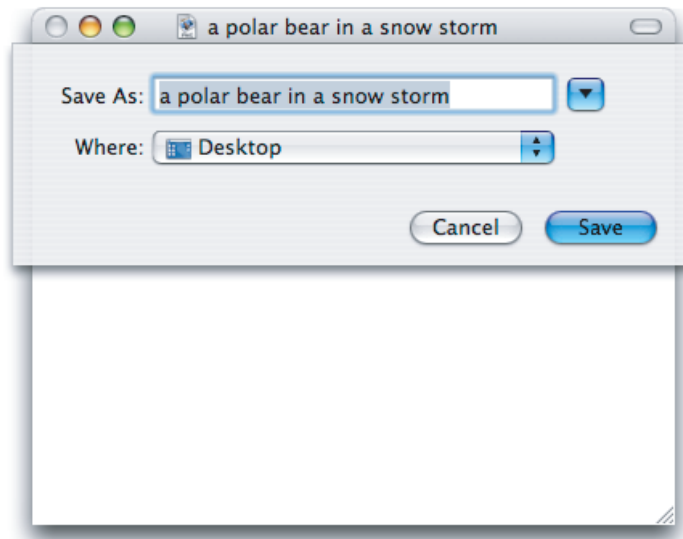 a polar bear in a snow storm
Save As: a polar bear in a snow storm
Where: Desktop
Cancel Save